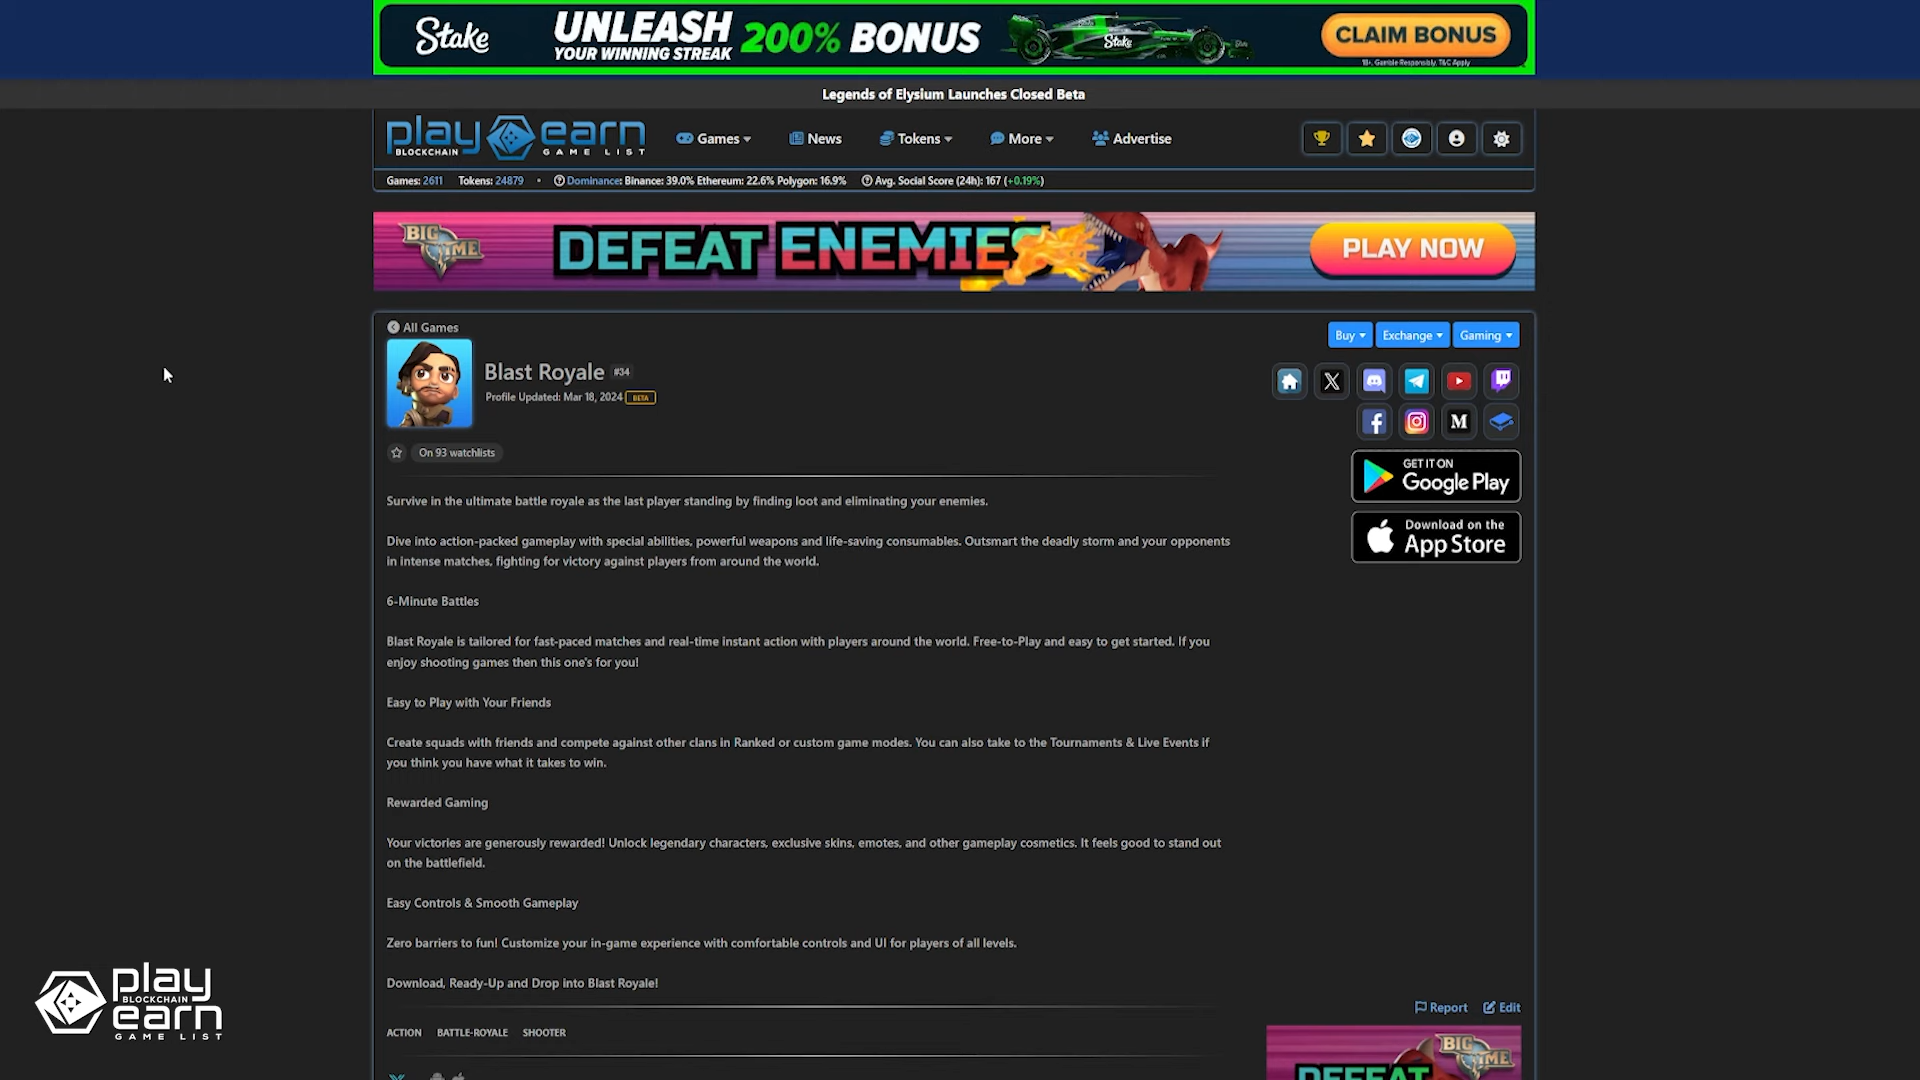 Stake
UNLEASH
YOUR WINNING STREAK
200% BONUS
Stake
CLAIM BONUS
18+, Gamble Responsibly, T&C Apply
Legends of Elysium Launches Closed Beta
play earn
BLOCKCHAIN GAME LIST
Games
News
Tokens
More
Advertise
Games: 2611 Tokens: 24879 • Dominance: Binance: 39.0% Ethereum: 22.6% Polygon: 16.9% Avg. Social Score (24h): 167 (+0.19%)
BIG TIME
DEFEAT ENEMIES
PLAY NOW
All Games
Buy
Exchange
Gaming
Blast Royale #34
Profile Updated: Mar 18, 2024 BETA
On 93 watchlists
GET IT ON
Google Play
Download on the
App Store
Survive in the ultimate battle royale as the last player standing by finding loot and eliminating your enemies.
Dive into action-packed gameplay with special abilities, powerful weapons and life-saving consumables. Outsmart the deadly storm and your opponents
in intense matches, fighting for victory against players from around the world.
6-Minute Battles
Blast Royale is tailored for fast-paced matches and real-time instant action with players around the world. Free-to-Play and easy to get started. If you
enjoy shooting games then this one's for you!
Easy to Play with Your Friends
Create squads with friends and compete against other clans in Ranked or custom game modes. You can also take to the Tournaments & Live Events if
you think you have what it takes to win.
Rewarded Gaming
Your victories are generously rewarded! Unlock legendary characters, exclusive skins, emotes, and other gameplay cosmetics. It feels good to stand out
on the battlefield.
Easy Controls & Smooth Gameplay
Zero barriers to fun! Customize your in-game experience with comfortable controls and UI for players of all levels.
Download, Ready-Up and Drop into Blast Royale!
Report
Edit
ACTION BATTLE-ROYALE SHOOTER
BIG TIME
DEFEAT
play
BLOCKCHAIN
earn
GAME LIST